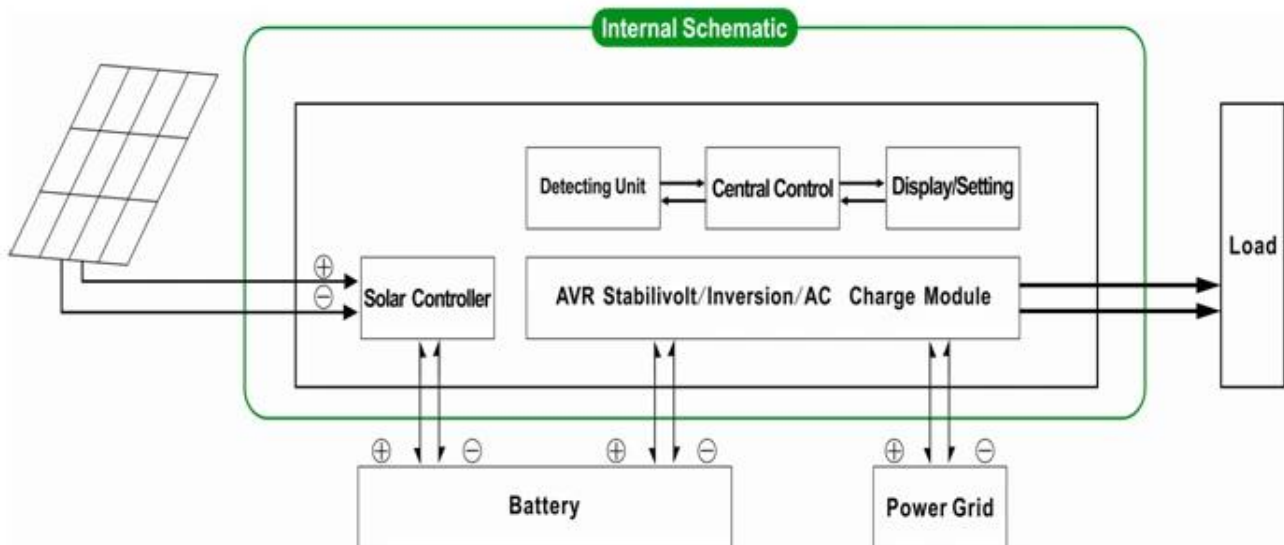 Internal Schematic
Detecting Unit
Central Control
Display/Setting
Load
⊕
⊖
Solar Controller
AVR Stabilivolt/Inversion/AC Charge Module
⊕ ⊖ ⊕ ⊖ ⊕ ⊖
Battery
Power Grid